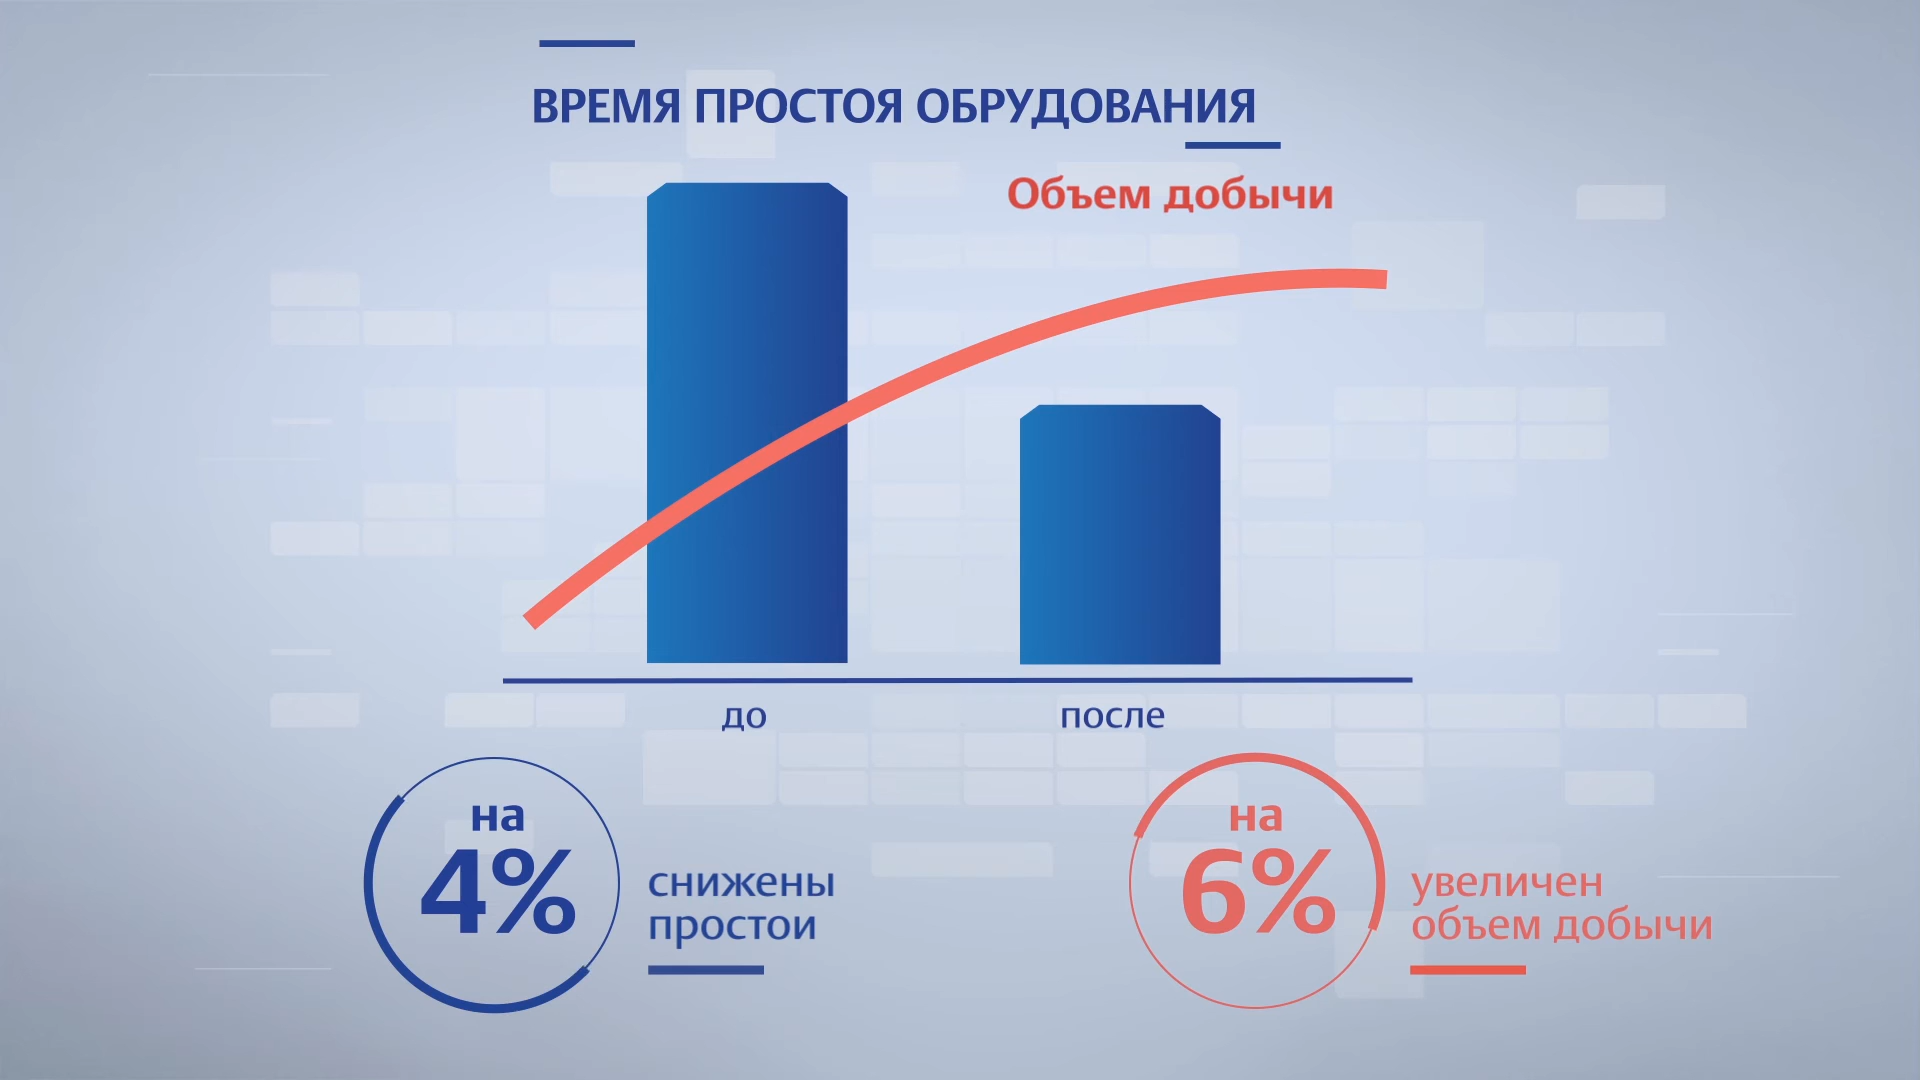 ВРЕМЯ ПРОСТОЯ ОБРУДОВАНИЯ
Объем добычи
до
после
на
4%
снижены
простои
на
6%
увеличен
объем добычи